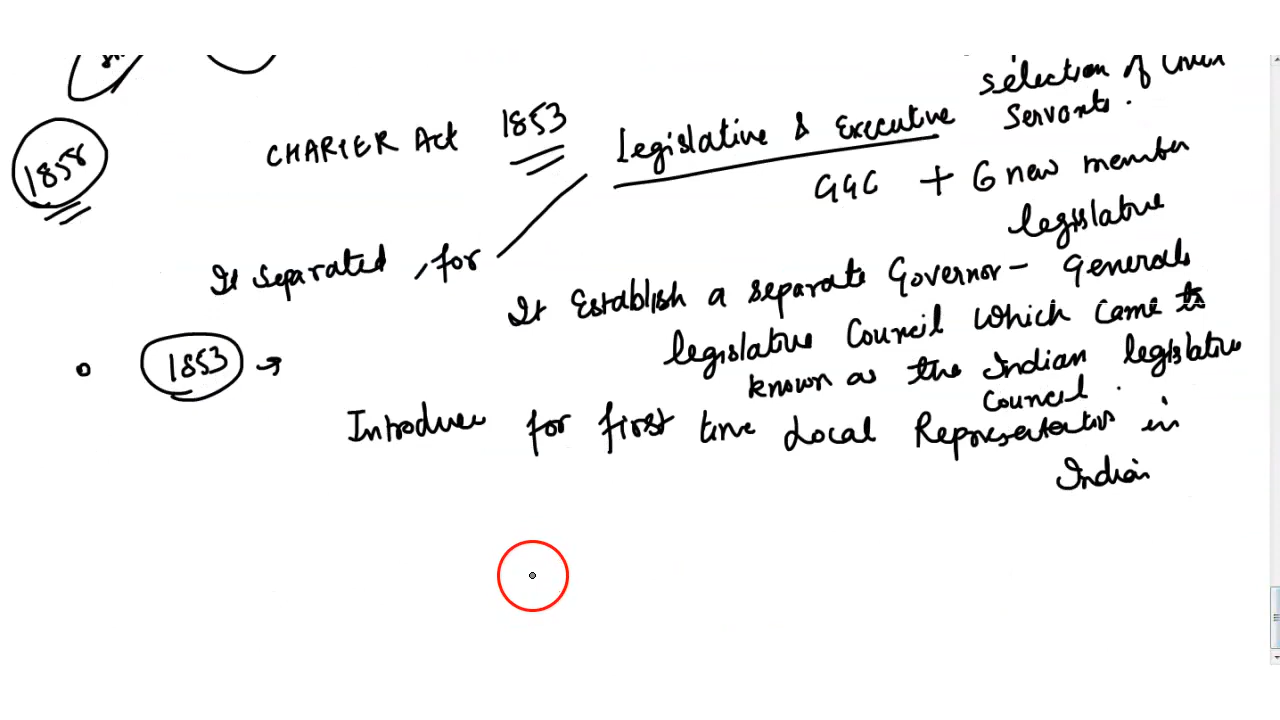 selection of Civil
Servants.
1858
CHARTER Act 1853
Legislative & Executive
GGC + 6 new member
legislative
It separated, for
It Establish a separate Governor- Generals
legislative Council which came to
known as the Indian legislative
Council.
1853 →
Introduce for first time Local Representation in
Indian